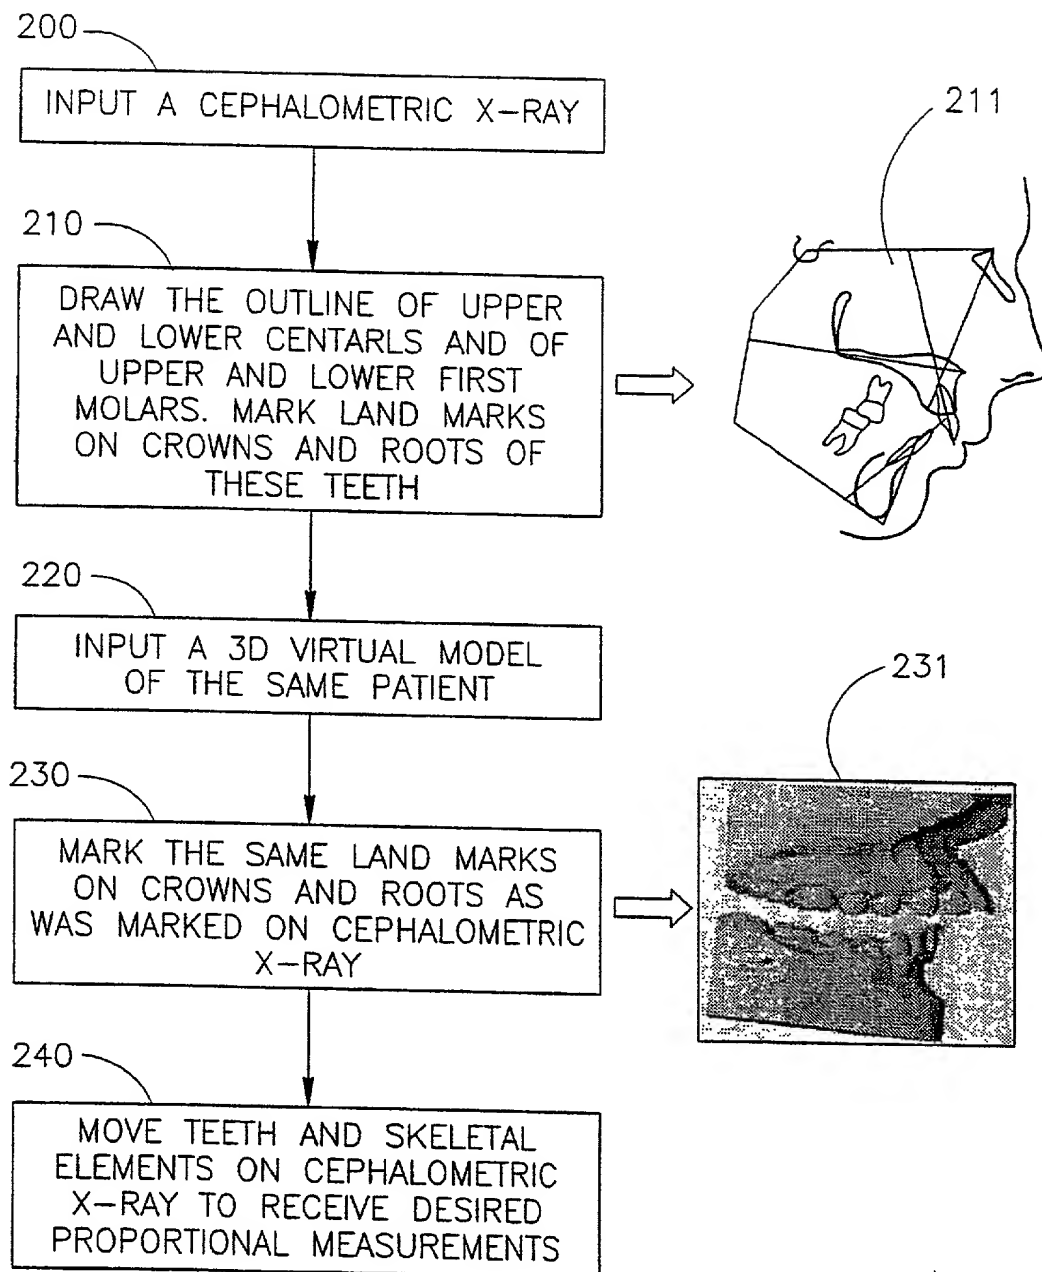 200
INPUT A CEPHALOMETRIC X-RAY
211
210
DRAW THE OUTLINE OF UPPER
AND LOWER CENTARLS AND OF
UPPER AND LOWER FIRST
MOLARS. MARK LAND MARKS
ON CROWNS AND ROOTS OF
THESE TEETH
220
INPUT A 3D VIRTUAL MODEL
OF THE SAME PATIENT
231
230
MARK THE SAME LAND MARKS
ON CROWNS AND ROOTS AS
WAS MARKED ON CEPHALOMETRIC
X-RAY
240
MOVE TEETH AND SKELETAL
ELEMENTS ON CEPHALOMETRIC
X-RAY TO RECEIVE DESIRED
PROPORTIONAL MEASUREMENTS